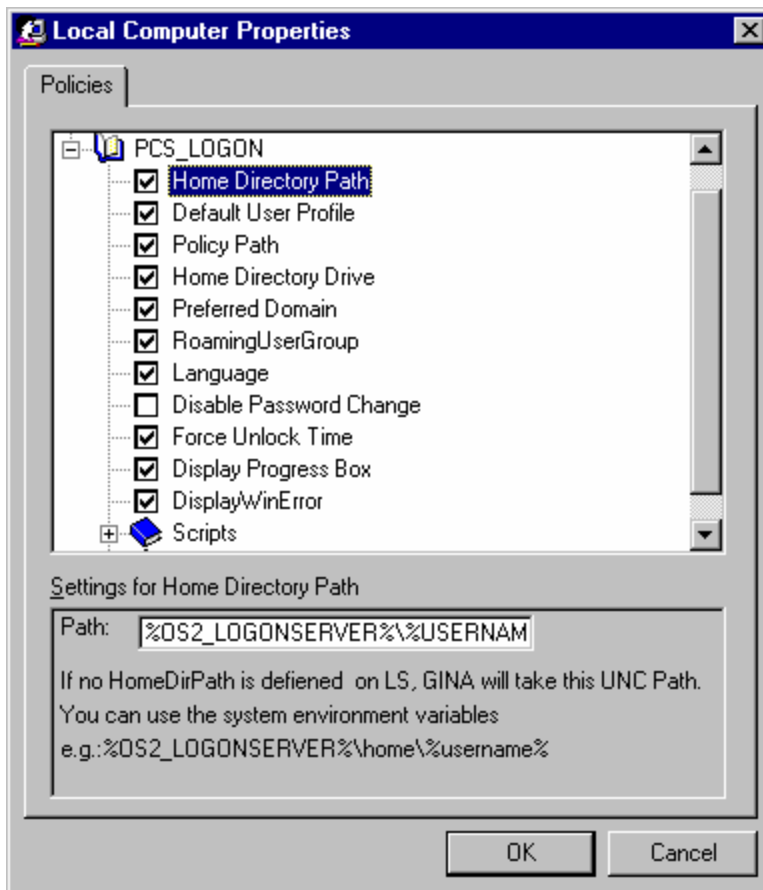 Local Computer Properties
Policies
PCS_LOGON
Home Directory Path
Default User Profile
Policy Path
Home Directory Drive
Preferred Domain
RoamingUserGroup
Language
Disable Password Change
Force Unlock Time
Display Progress Box
DisplayWinError
Scripts
Settings for Home Directory Path
Path: %OS2_LOGONSERVER%\%USERNAM
If no HomeDirPath is defiened on LS, GINA will take this UNC Path.
You can use the system environment variables
e.g.:%OS2_LOGONSERVER%\home\%username%
OK Cancel